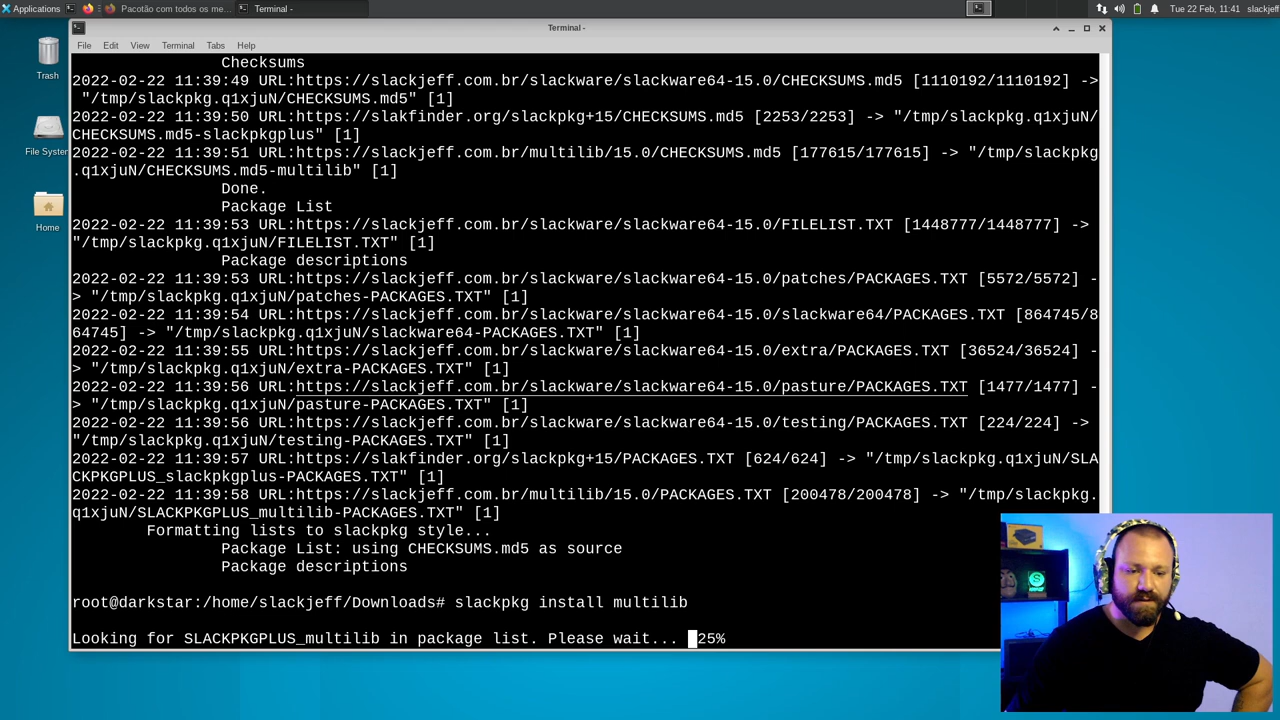 Applications
Pacotão com todos os me...
Terminal -
Tue 22 Feb, 11:41
slackjeff
Terminal -
File Edit View Terminal Tabs Help
Trash
File System
Home
Checksums
2022-02-22 11:39:49 URL:https://slackjeff.com.br/slackware/slackware64-15.0/CHECKSUMS.md5 [1110192/1110192] ->
"/tmp/slackpkg.q1xjuN/CHECKSUMS.md5" [1]
2022-02-22 11:39:50 URL:https://slakfinder.org/slackpkg+15/CHECKSUMS.md5 [2253/2253] -> "/tmp/slackpkg.q1xjuN/
CHECKSUMS.md5-slackpkgplus" [1]
2022-02-22 11:39:51 URL:https://slackjeff.com.br/multilib/15.0/CHECKSUMS.md5 [177615/177615] -> "/tmp/slackpkg
.q1xjuN/CHECKSUMS.md5-multilib" [1]
Done.
Package List
2022-02-22 11:39:53 URL:https://slackjeff.com.br/slackware/slackware64-15.0/FILELIST.TXT [1448777/1448777] ->
"/tmp/slackpkg.q1xjuN/FILELIST.TXT" [1]
Package descriptions
2022-02-22 11:39:53 URL:https://slackjeff.com.br/slackware/slackware64-15.0/patches/PACKAGES.TXT [5572/5572] -
> "/tmp/slackpkg.q1xjuN/patches-PACKAGES.TXT" [1]
2022-02-22 11:39:54 URL:https://slackjeff.com.br/slackware/slackware64-15.0/slackware64/PACKAGES.TXT [864745/8
64745] -> "/tmp/slackpkg.q1xjuN/slackware64-PACKAGES.TXT" [1]
2022-02-22 11:39:55 URL:https://slackjeff.com.br/slackware/slackware64-15.0/extra/PACKAGES.TXT [36524/36524] -
> "/tmp/slackpkg.q1xjuN/extra-PACKAGES.TXT" [1]
2022-02-22 11:39:56 URL:https://slackjeff.com.br/slackware/slackware64-15.0/pasture/PACKAGES.TXT [1477/1477] -
> "/tmp/slackpkg.q1xjuN/pasture-PACKAGES.TXT" [1]
2022-02-22 11:39:56 URL:https://slackjeff.com.br/slackware/slackware64-15.0/testing/PACKAGES.TXT [224/224] ->
"/tmp/slackpkg.q1xjuN/testing-PACKAGES.TXT" [1]
2022-02-22 11:39:57 URL:https://slakfinder.org/slackpkg+15/PACKAGES.TXT [624/624] -> "/tmp/slackpkg.q1xjuN/SLA
CKPKGPLUS_slackpkgplus-PACKAGES.TXT" [1]
2022-02-22 11:39:58 URL:https://slackjeff.com.br/multilib/15.0/PACKAGES.TXT [200478/200478] -> "/tmp/slackpkg.
q1xjuN/SLACKPKGPLUS_multilib-PACKAGES.TXT" [1]
Formatting lists to slackpkg style...
Package List: using CHECKSUMS.md5 as source
Package descriptions
root@darkstar:/home/slackjeff/Downloads# slackpkg install multilib
Looking for SLACKPKGPLUS_multilib in package list. Please wait... 25%